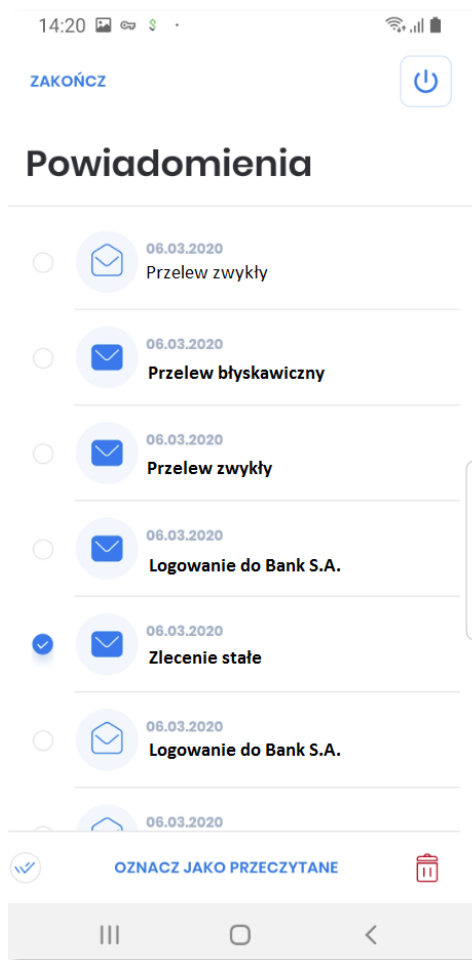 14:20
ZAKOŃCZ
Powiadomienia
06.03.2020
Przelew zwykły
06.03.2020
Przelew błyskawiczny
06.03.2020
Przelew zwykły
06.03.2020
Logowanie do Bank S.A.
06.03.2020
Zlecenie stałe
06.03.2020
Logowanie do Bank S.A.
06.03.2020
OZNACZ JAKO PRZECZYTANE